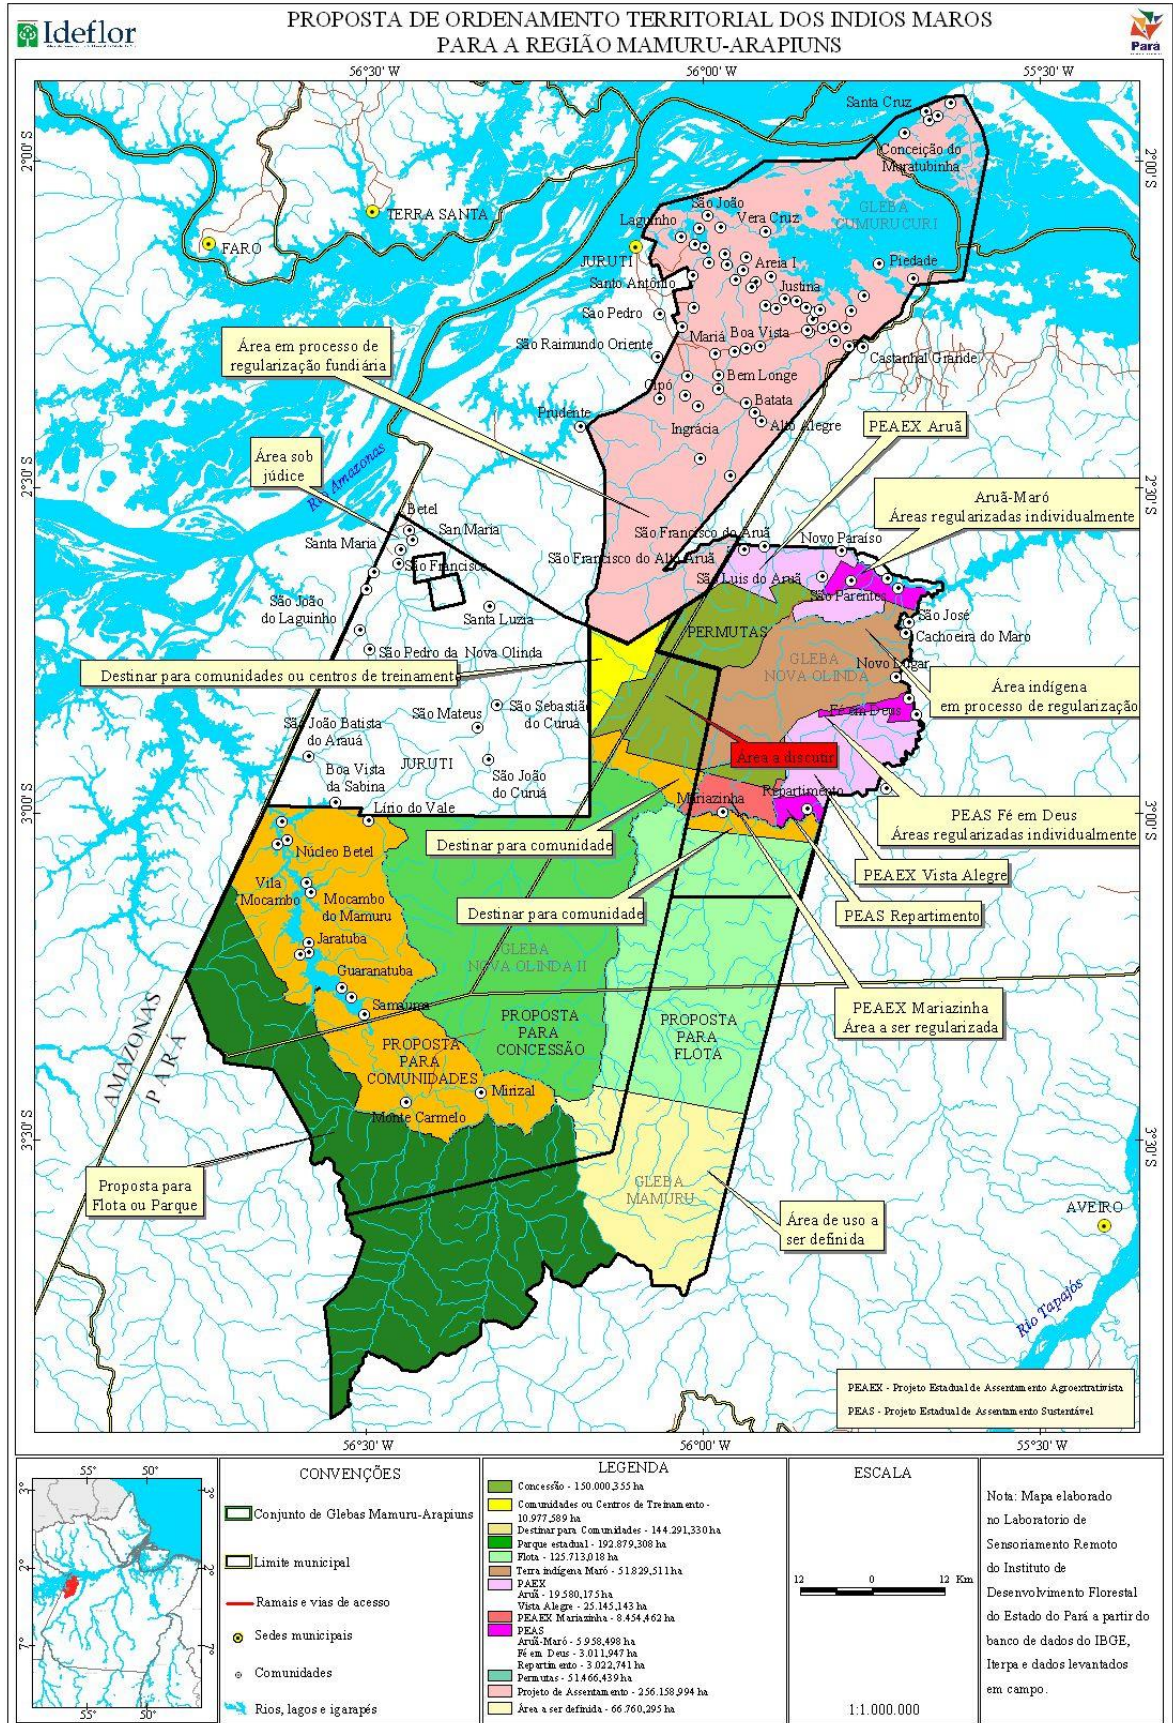 Ideflor
PROPOSTA DE ORDENAMENTO TERRITORIAL DOS INDIOS MAROS
PARA A REGIÃO MAMURU-ARAPIUNS
Pará
56°30' W
56°00' W
55°30' W
2°00' S
2°00' S
Santa Cruz
Conceição do
Muratubinha
GLEBA
CUMURUCURI
TERRA SANTA
FARO
São João
Laguinho
Vera Cruz
JURUTI
Areia I
Piedade
Santo Antônio
Justina
São Pedro
Mariá
Boa Vista
São Raimundo Oriente
Castanhal Grande
Cipó
Bem Longe
Prudente
Batata
Ingrácia
Alto Alegre
Área em processo de
regularização fundiária
PEAEX Aruã
Área sob
júdice
Rio Amazonas
2°30' S
2°30' S
Aruã-Maró
Áreas regularizadas individualmente
Betel
San Maria
Santa Maria
São Francisco
São Francisco do Aruã
Novo Paraíso
São Francisco do Alto Aruã
São Luis do Aruã
São Parentes
São João
do Laguinho
Santa Luzia
São José
Cachoeira do Maro
PERMUTAS
São Pedro da Nova Olinda
GLEBA
NOVA OLINDA
Novo Lugar
Destinar para comunidades ou centros de treinamento
Área indígena
em processo de regularização
São Sebastião
do Curuá
São Mateus
Fé em Deus
São João Batista
do Arauá
JURUTI
Área a discutir
São João
do Curuá
Boa Vista
da Sabina
Lírio do Vale
Mariazinha
Repartimento
3°00' S
3°00' S
PEAS Fé em Deus
Áreas regularizadas individualmente
Destinar para comunidade
Núcleo Betel
PEAEX Vista Alegre
Vila
Mocambo
Mocambo
do Mamuru
Destinar para comunidade
PEAS Repartimento
Jaratuba
GLEBA
NOVA OLINDA II
Guaranatuba
Samaúma
PEAEX Mariazinha
Área a ser regularizada
PROPOSTA
PARA
CONCESSÃO
PROPOSTA
PARA
FLOTA
AMAZONAS
PARÁ
PROPOSTA
PARA
COMUNIDADES
Mirizal
Monte Carmelo
3°30' S
3°30' S
Proposta para
Flota ou Parque
GLEBA
MAMURU
Área de uso a
ser definida
AVEIRO
Rio Tapajós
PEAEX - Projeto Estadual de Assentamento Agroextrativista
PEAS - Projeto Estadual de Assentamento Sustentável
56°30' W
56°00' W
55°30' W
55°
50°
3°
3°
2°
2°
7°
7°
55°
50°
CONVENÇÕES
Conjunto de Glebas Mamuru-Arapiuns
Limite municipal
Ramais e vias de acesso
Sedes municipais
Comunidades
Rios, lagos e igarapés
LEGENDA
Concessão - 150.000,355 ha
Comunidades ou Centros de Treinamento -
10.977,589 ha
Destinar para Comunidades - 144.291,330 ha
Parque estadual - 192.879,308 ha
Flota - 125.713,018 ha
Terra indígena Maró - 51.829,511 ha
PAEX
Aruã - 19.580,175 ha
Vista Alegre - 25.145,143 ha
PEAEX Mariazinha - 8.454,462 ha
PEAS
Aruã-Maró - 5.958,498 ha
Fé em Deus - 3.011,947 ha
Repartimento - 3.022,741 ha
Permutas - 51.466,439 ha
Projeto de Assentamento - 256.158,994 ha
Área a ser definida - 66.760,295 ha
ESCALA
12 0 12 Km
1:1.000.000
Nota: Mapa elaborado
no Laboratorio de
Sensoriamento Remoto
do Instituto de
Desenvolvimento Florestal
do Estado do Pará a partir do
banco de dados do IBGE,
Iterpa e dados levantados
em campo.